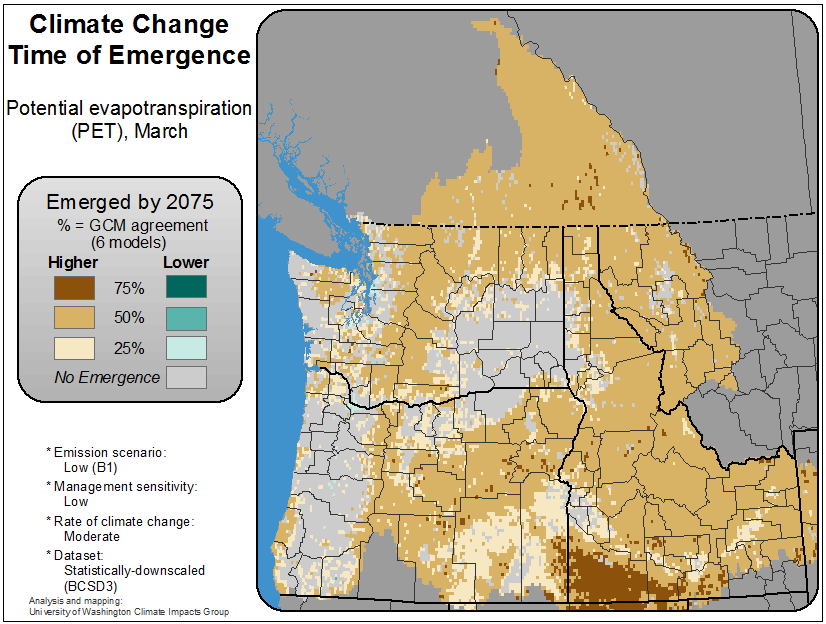 Climate Change
Time of Emergence
Potential evapotranspiration
(PET), March
Emerged by 2075
% = GCM agreement
(6 models)
Higher Lower
75%
50%
25%
No Emergence
* Emission scenario:
Low (B1)
* Management sensitivity:
Low
* Rate of climate change:
Moderate
* Dataset:
Statistically-downscaled
(BCSD3)
Analysis and mapping:
University of Washington Climate Impacts Group